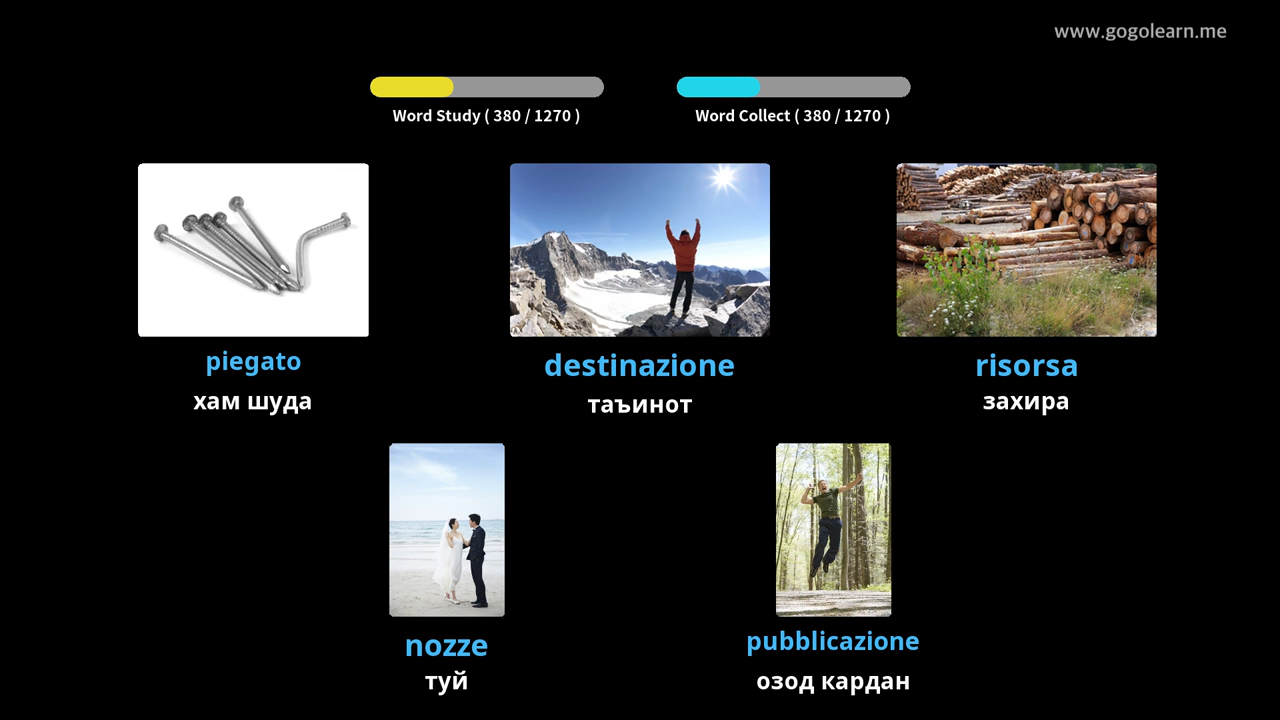 www.gogolearn.me
Word Study ( 380 / 1270 )
Word Collect ( 380 / 1270 )
piegato
хам шуда
destinazione
таъинот
risorsa
захира
nozze
туй
pubblicazione
озод кардан